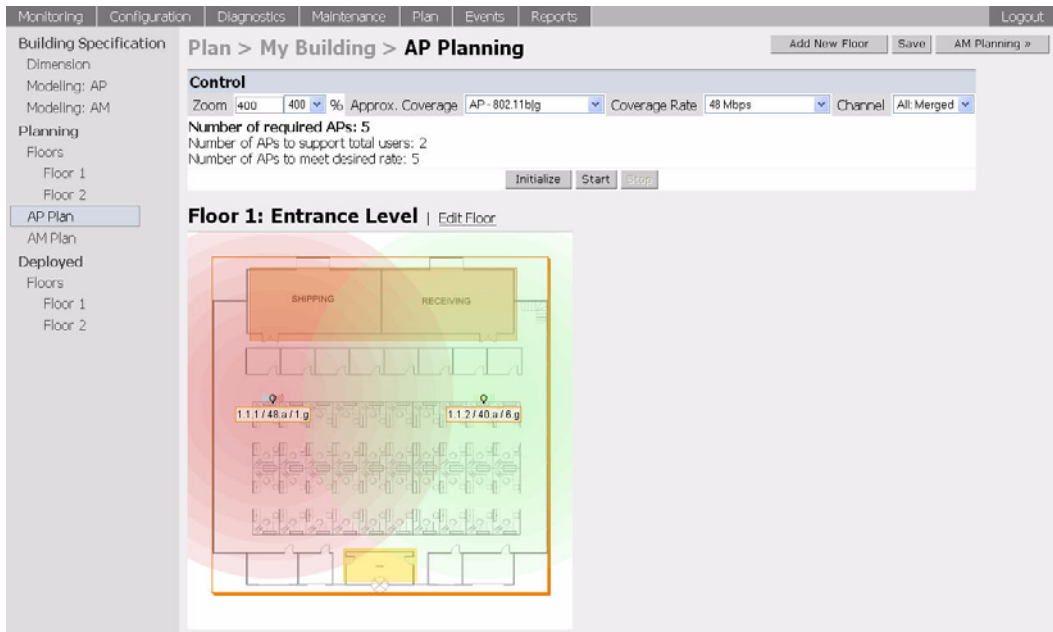 Monitoring Configuration Diagnostics Maintenance Plan Events Reports Logout
Building Specification
Dimension
Modeling: AP
Modeling: AM
Planning
Floors
Floor 1
Floor 2
AP Plan
AM Plan
Deployed
Floors
Floor 1
Floor 2
Plan > My Building > AP Planning
Add New Floor Save AM Planning »
Control
Zoom 400 400 % Approx. Coverage AP-802.11b|g Coverage Rate 48 Mbps Channel All: Merged
Number of required APs: 5
Number of APs to support total users: 2
Number of APs to meet desired rate: 5
Initialize Start Stop
Floor 1: Entrance Level | Edit Floor
SHIPPING RECEIVING
1.1.1 / 48.a / 1.g 1.1.2 / 40.a / 6.g